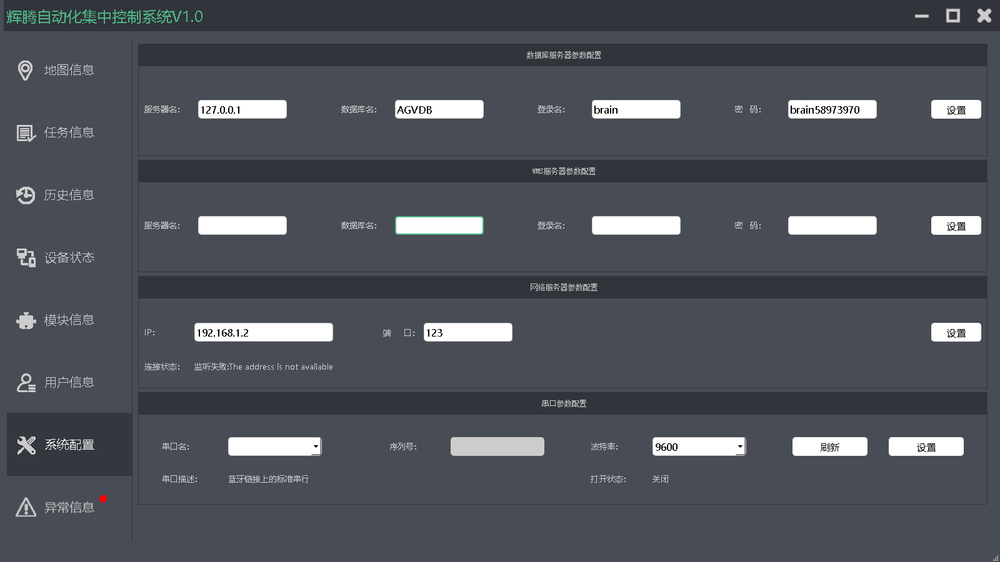 辉腾自动化集中控制系统V1.0
地图信息
任务信息
历史信息
设备状态
模块信息
用户信息
系统配置
异常信息
数据库服务器参数配置
服务器名: 127.0.0.1 数据库名: AGVDB 登录名: brain 密 码: brain58973970 设置
WMS服务器参数配置
服务器名: 数据库名: 登录名: 密 码: 设置
网络服务器参数配置
IP: 192.168.1.2 端 口: 123 设置
连接状态: 监听失败:The address is not available
串口参数配置
串口名: 序列号: 波特率: 9600 刷新 设置
串口描述: 蓝牙链接上的标准串行 打开状态: 关闭